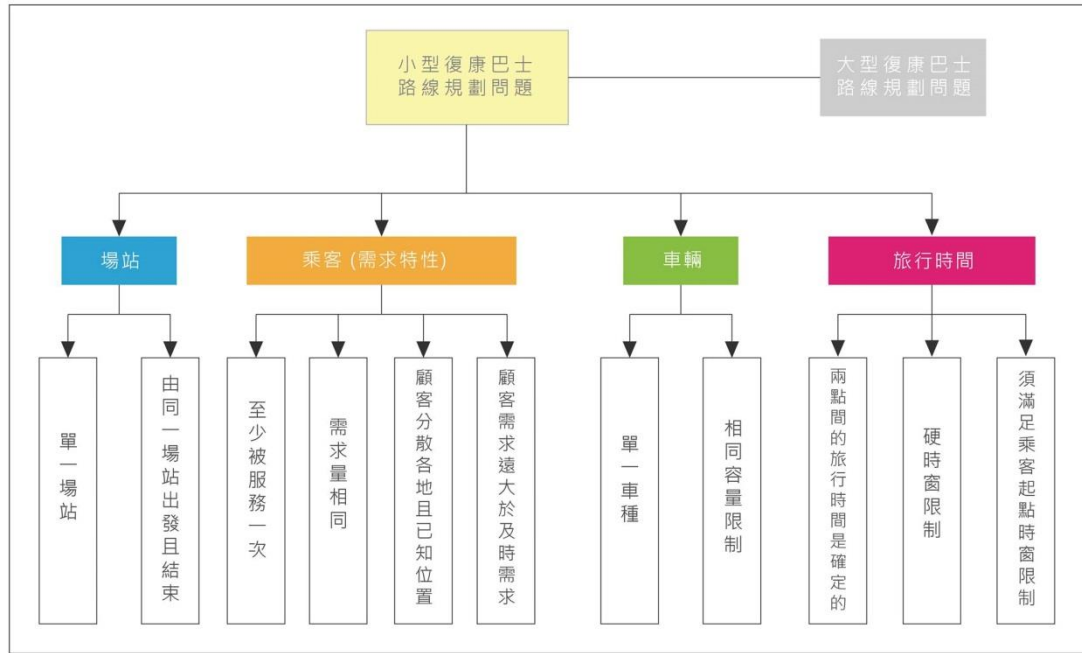 小型復康巴士
路線規劃問題
大型復康巴士
路線規劃問題
場站
乘客 (需求特性)
車輛
旅行時間
單一場站
由同一場站出發且結束
至少被服務一次
需求量相同
顧客分散各地且已知位置
顧客需求遠大於及時需求
單一車種
相同容量限制
兩點間的旅行時間是確定的
硬時窗限制
須滿足乘客起點時窗限制